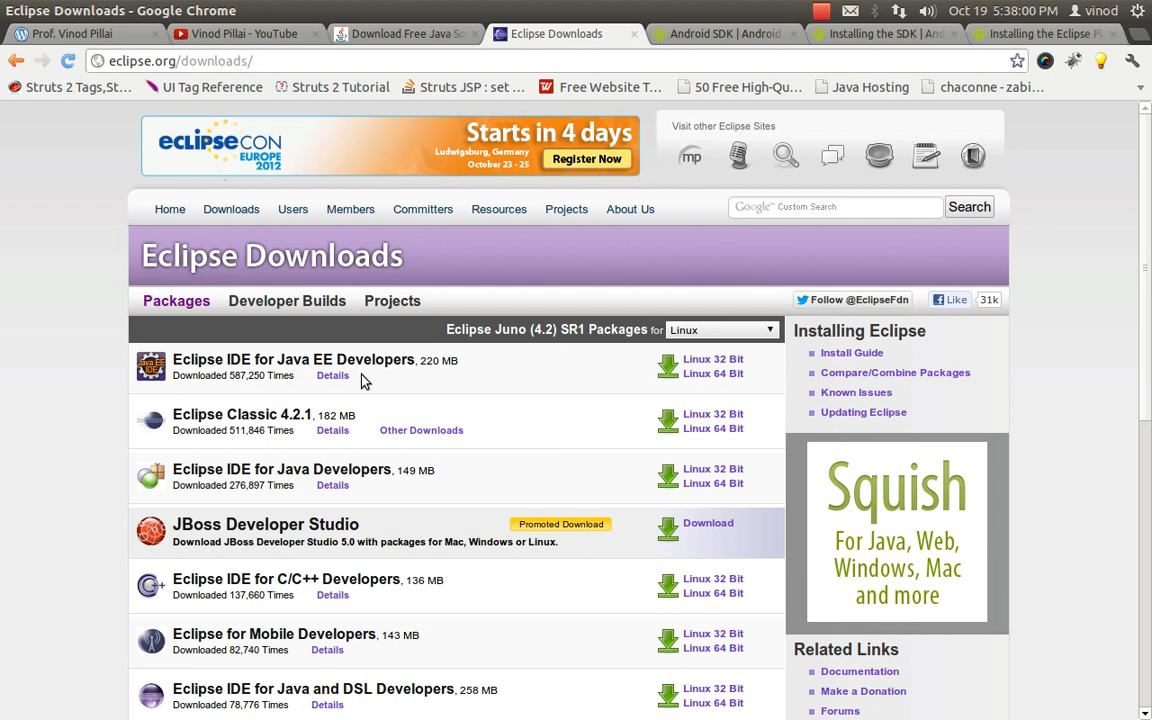 Eclipse Downloads - Google Chrome
Oct 19 5:38:00 PM vinod
Prof. Vinod Pillai
Vinod Pillai - YouTube
Download Free Java So
Eclipse Downloads
Android SDK | Android
Installing the SDK | And
Installing the Eclipse Pl
eclipse.org/downloads/
Struts 2 Tags,St...
UI Tag Reference
Struts 2 Tutorial
Struts JSP : set ...
Free Website T...
50 Free High-Qu...
Java Hosting
chaconne - zabi...
eclipseCON
EUROPE
2012
Starts in 4 days
Ludwigsburg, Germany
October 23 - 25
Register Now
Visit other Eclipse Sites
mp
Home Downloads Users Members Committers Resources Projects About Us
Google™ Custom Search
Search
Eclipse Downloads
Packages Developer Builds Projects
Follow @EclipseFdn
Like 31k
Eclipse Juno (4.2) SR1 Packages for Linux
Java EE
IDE
Eclipse IDE for Java EE Developers, 220 MB
Downloaded 587,250 Times Details
Linux 32 Bit
Linux 64 Bit
Eclipse Classic 4.2.1, 182 MB
Downloaded 511,846 Times Details Other Downloads
Linux 32 Bit
Linux 64 Bit
Eclipse IDE for Java Developers, 149 MB
Downloaded 276,897 Times Details
Linux 32 Bit
Linux 64 Bit
JBoss Developer Studio
Promoted Download
Download
Download JBoss Developer Studio 5.0 with packages for Mac, Windows or Linux.
Eclipse IDE for C/C++ Developers, 136 MB
Downloaded 137,660 Times Details
Linux 32 Bit
Linux 64 Bit
Eclipse for Mobile Developers, 143 MB
Downloaded 82,740 Times Details
Linux 32 Bit
Linux 64 Bit
Eclipse IDE for Java and DSL Developers, 258 MB
Downloaded 78,776 Times Details
Linux 32 Bit
Linux 64 Bit
Installing Eclipse
Install Guide
Compare/Combine Packages
Known Issues
Updating Eclipse
Squish
For Java, Web,
Windows, Mac
and more
Related Links
Documentation
Make a Donation
Forums